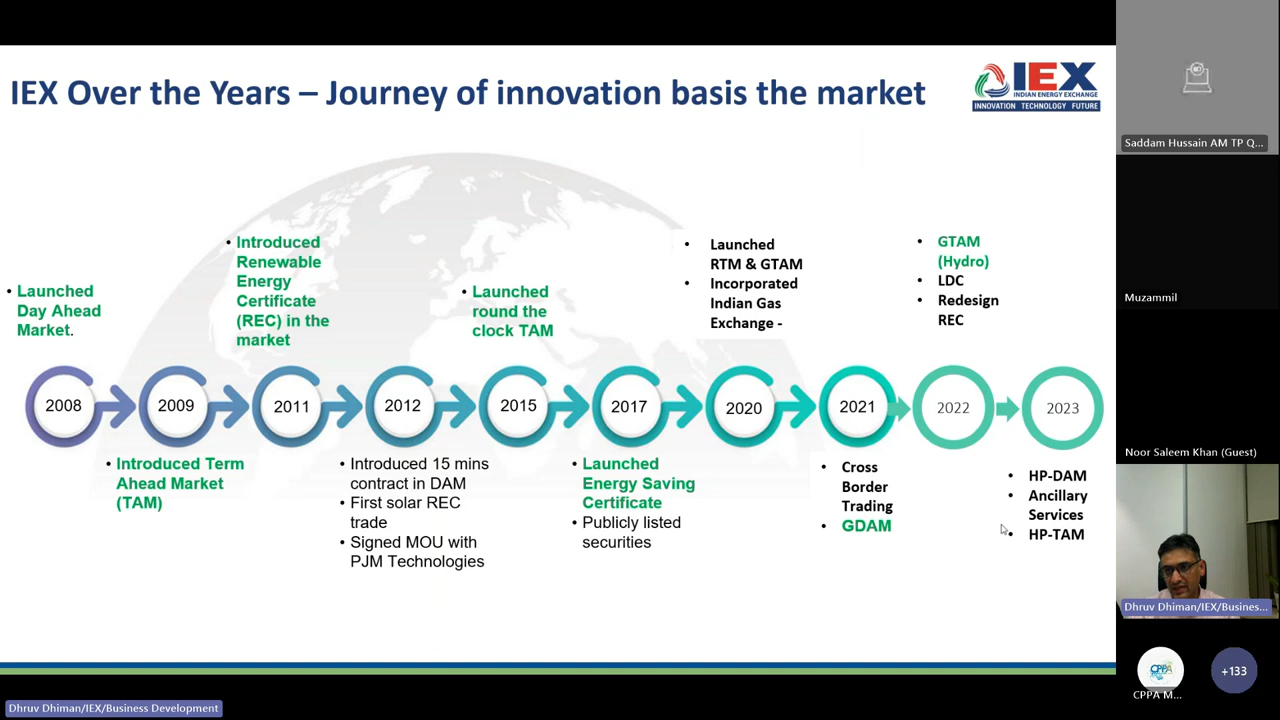 IEX Over the Years – Journey of innovation basis the market
IEX
INDIAN ENERGY EXCHANGE
INNOVATION TECHNOLOGY FUTURE
• Launched
Day Ahead
Market.
• Introduced
Renewable
Energy
Certificate
(REC) in the
market
• Launched
round the
clock TAM
• Launched
RTM & GTAM
• Incorporated
Indian Gas
Exchange -
• GTAM
(Hydro)
• LDC
• Redesign
REC
2008
2009
2011
2012
2015
2017
2020
2021
2022
2023
• Introduced Term
Ahead Market
(TAM)
• Introduced 15 mins
contract in DAM
• First solar REC
trade
• Signed MOU with
PJM Technologies
• Launched
Energy Saving
Certificate
• Publicly listed
securities
• Cross
Border
Trading
• GDAM
• HP-DAM
• Ancillary
Services
• HP-TAM
Saddam Hussain AM TP Q...
Muzammil
Noor Saleem Khan (Guest)
Dhruv Dhiman/IEX/Busines...
CPPA
CPPA M...
+133
Dhruv Dhiman/IEX/Business Development